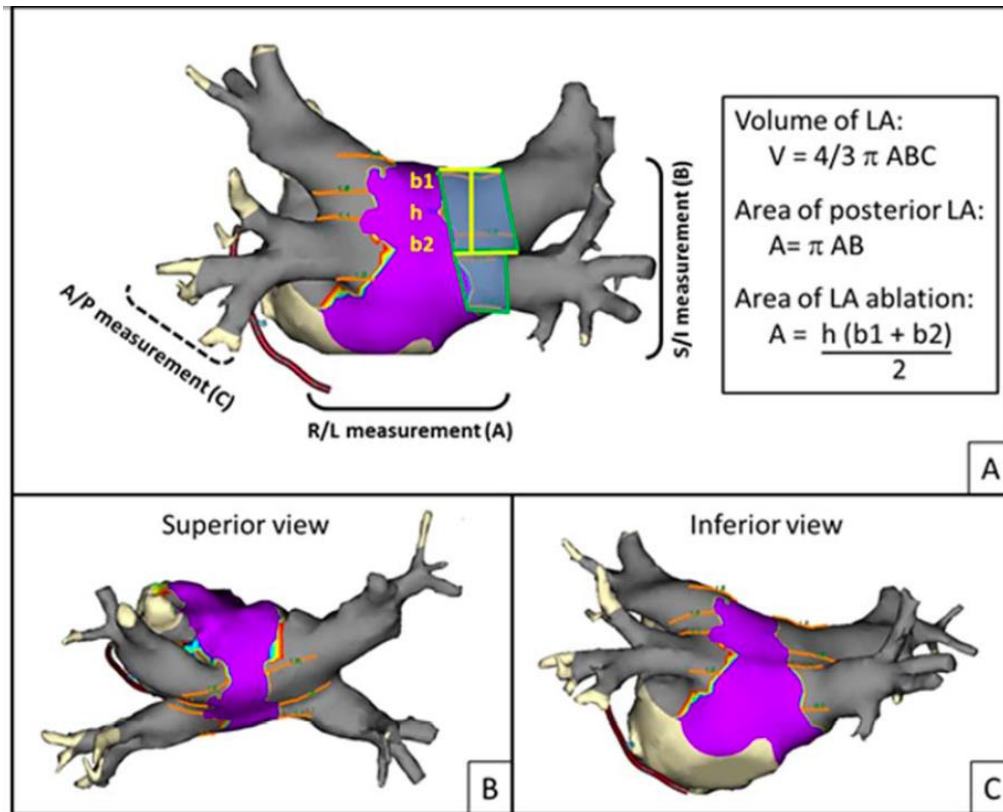 b1
h
b2
A/P measurement (C)
R/L measurement (A)
S/I measurement (B)
Volume of LA:
V = 4/3 π ABC
Area of posterior LA:
A= π AB
Area of LA ablation:
A = h (b1 + b2)
2
A
Superior view
B
Inferior view
C